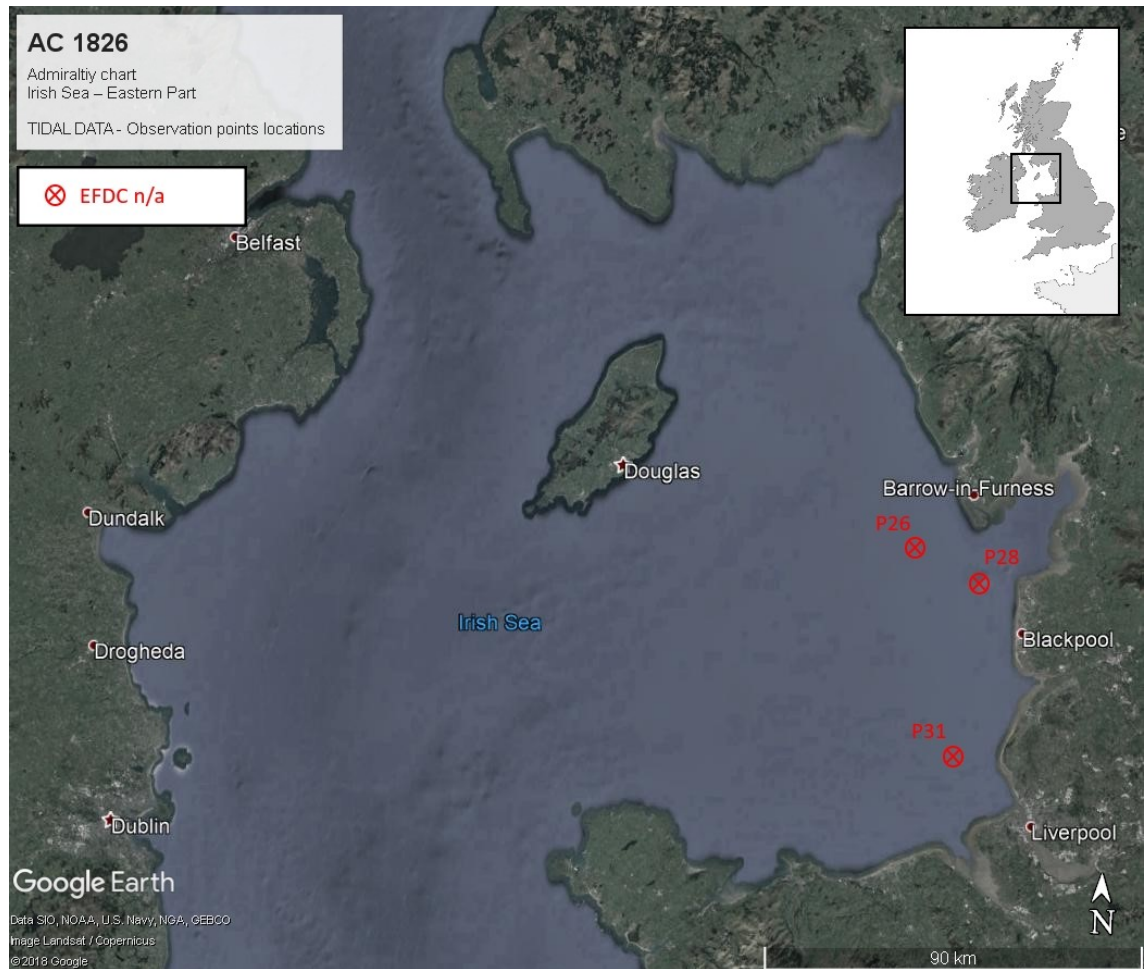 AC 1826
Admiraltiy chart
Irish Sea – Eastern Part
TIDAL DATA - Observation points locations
EFDC n/a
e
Belfast
Douglas
Barrow-in-Furness
Dundalk
P26
P28
Irish Sea
Blackpool
Drogheda
P31
Dublin
Liverpool
Google Earth
N
Data SIO, NOAA, U.S. Navy, NGA, GEBCO
Image Landsat / Copernicus
©2018 Google
90 km